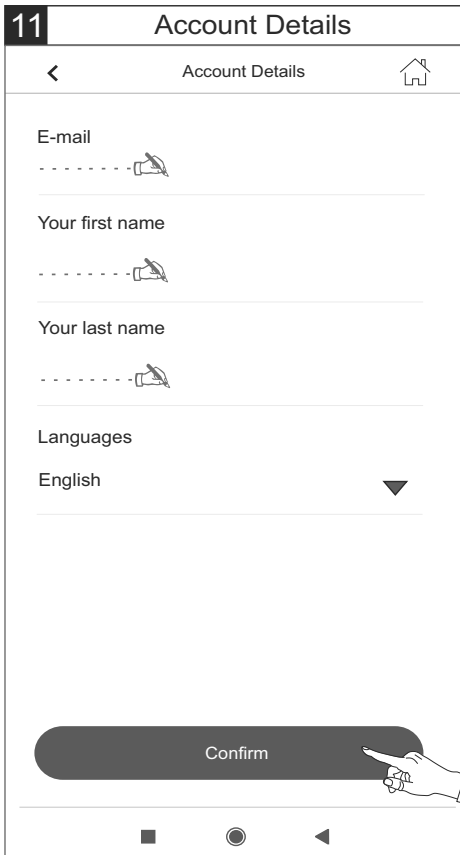 11 Account Details
Account Details
E-mail
Your first name
Your last name
Languages
English
Confirm